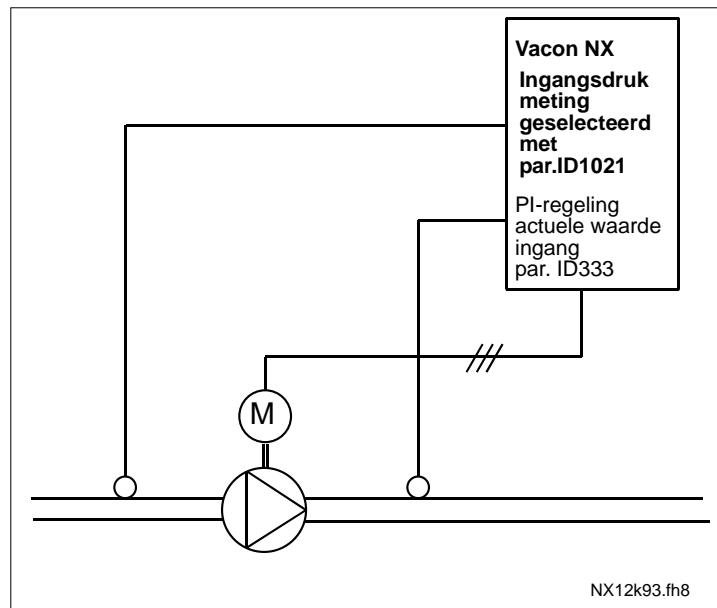 Vacon NX
Ingangsdruk
meting
geselecteerd
met
par.ID1021
PI-regeling
actuele waarde
ingang
par. ID333
M
NX12k93.fh8